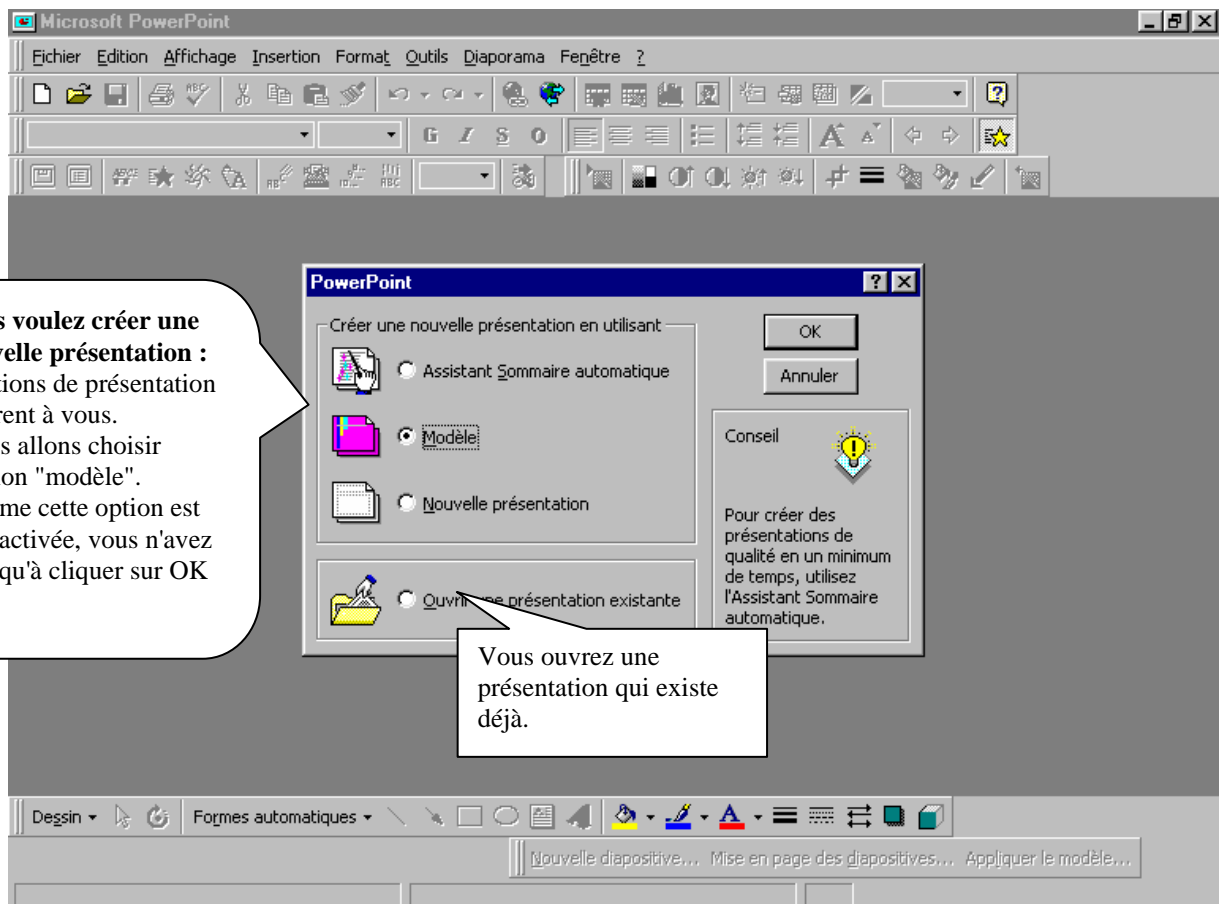 Microsoft PowerPoint
Fichier Edition Affichage Insertion Format Outils Diaporama Fenêtre ?
G I S O
PowerPoint
s voulez créer une
velle présentation :
tions de présentation
rent à vous.
s allons choisir
ion "modèle".
me cette option est
activée, vous n'avez
qu'à cliquer sur OK
Créer une nouvelle présentation en utilisant
Assistant Sommaire automatique
Modèle
Nouvelle présentation
Ouvrir une présentation existante
OK
Annuler
Conseil
Pour créer des
présentations de
qualité en un minimum
de temps, utilisez
l'Assistant Sommaire
automatique.
Vous ouvrez une
présentation qui existe
déjà.
Dessin Formes automatiques
Nouvelle diapositive... Mise en page des diapositives... Appliquer le modèle...